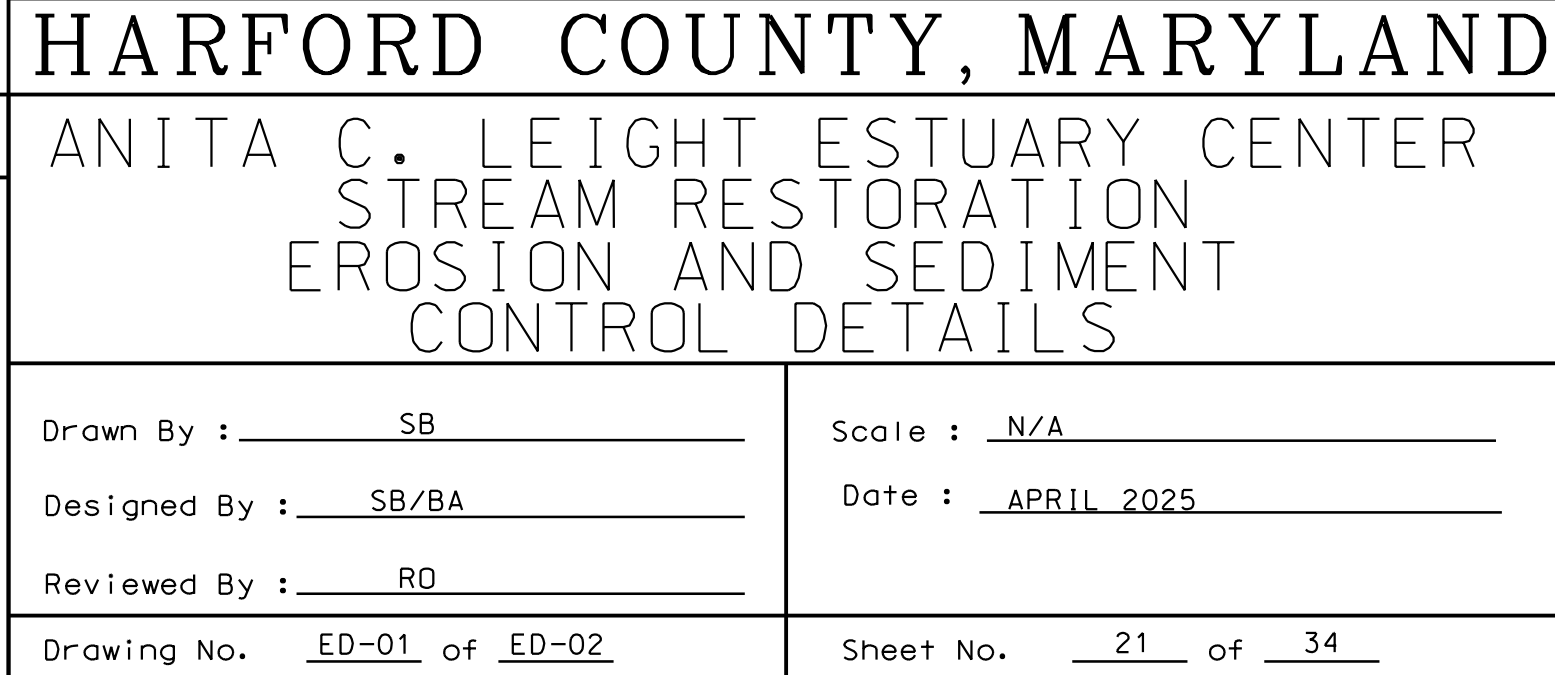 HARFORD COUNTY, MARYLAND
ANITA C. LEIGHT ESTUARY CENTER
STREAM RESTORATION
EROSION AND SEDIMENT
CONTROL DETAILS
Drawn By : SB
Scale : N/A
Designed By : SB/BA
Date : APRIL 2025
Reviewed By : RO
Drawing No. ED-01 of ED-02
Sheet No. 21 of 34